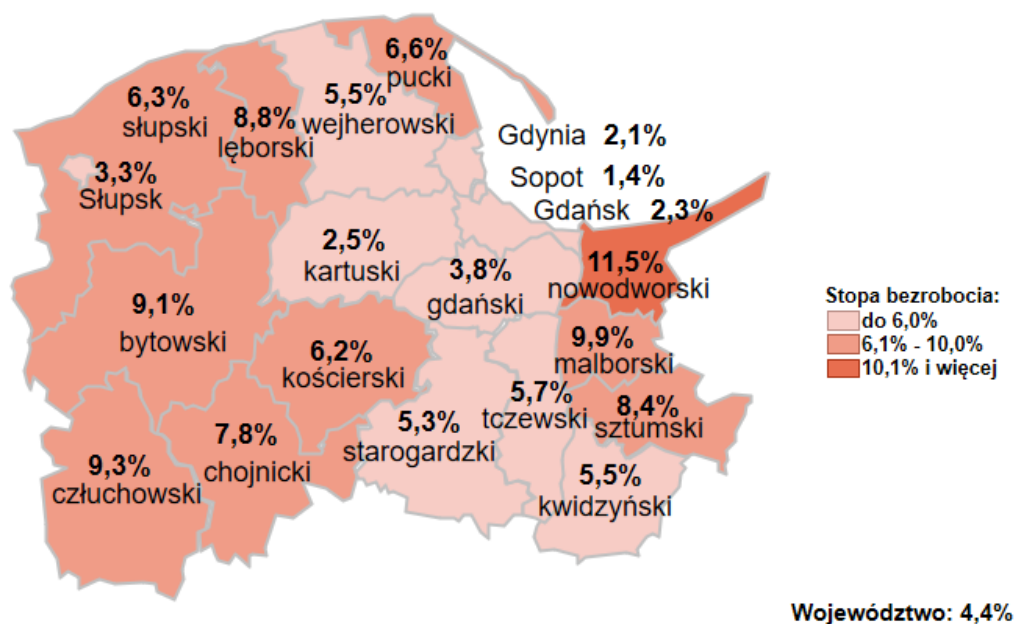 6,6%
pucki
6,3%
słupski
8,8%
lęborski
5,5%
wejherowski
Gdynia 2,1%
3,3%
Słupsk
Sopot 1,4%
Gdańsk 2,3%
2,5%
kartuski
3,8%
gdański
11,5%
nowodworski
9,1%
bytowski
6,2%
kościerski
9,9%
malborski
5,7%
tczewski
8,4%
sztumski
5,3%
starogardzki
7,8%
chojnicki
9,3%
człuchowski
5,5%
kwidzyński
Stopa bezrobocia:
do 6,0%
6,1% - 10,0%
10,1% i więcej
Województwo: 4,4%